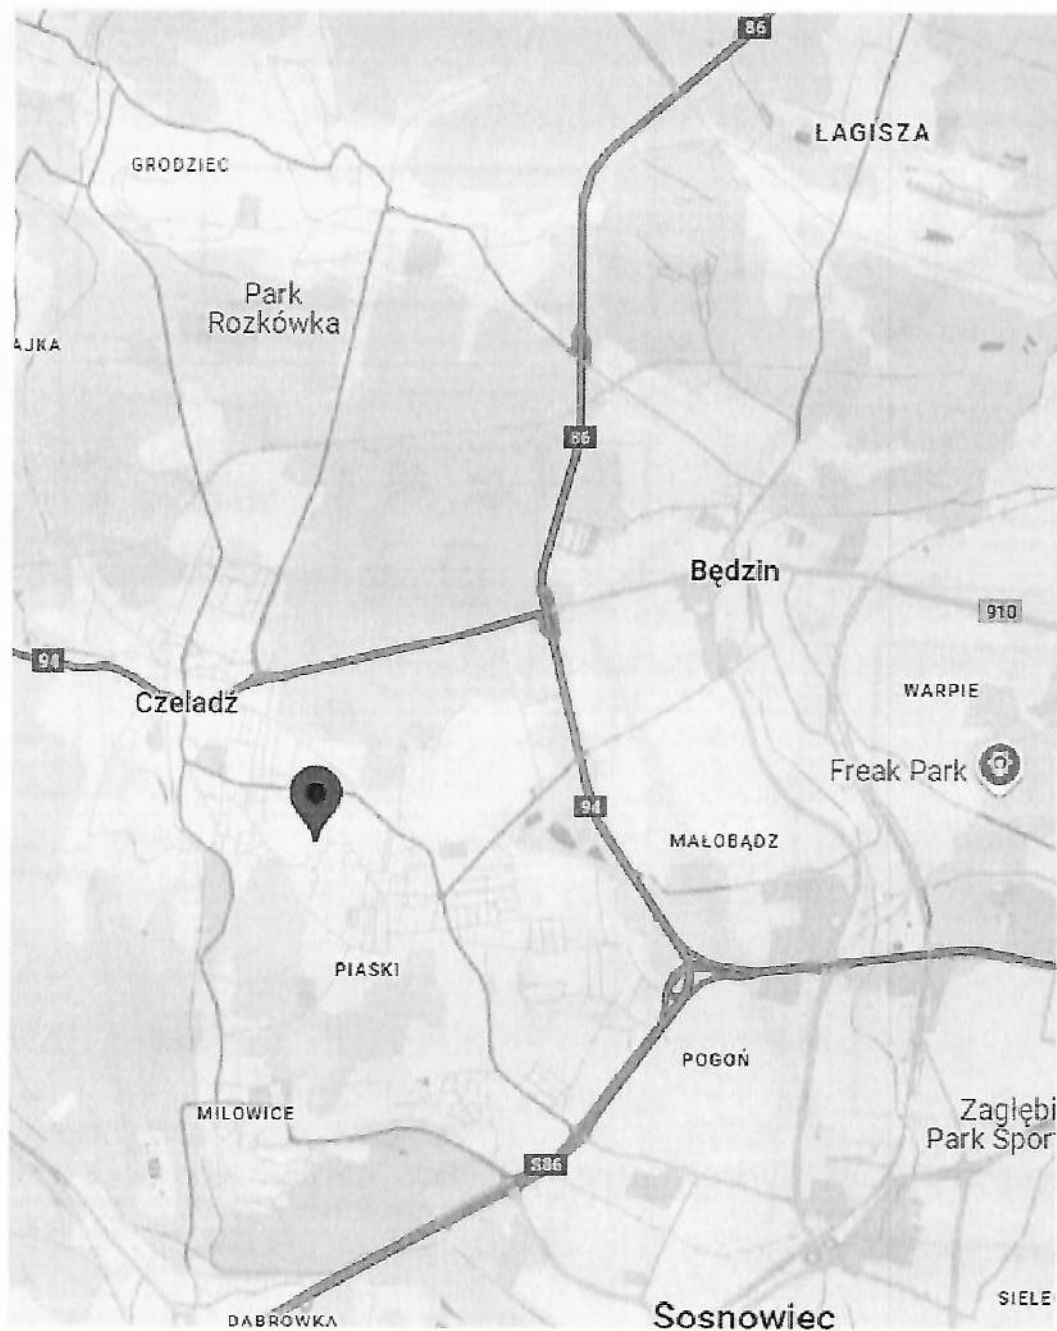 86
ŁAGISZA
GRODZIEC
Park
Rozkówka
AJKA
86
Będzin
910
94
Czeladź
WARPIE
Freak Park
94
MAŁOBĄDZ
PIASKI
POGOŃ
MILOWICE
Zagłębi
Park Spor
S86
SIELE
DĄBRÓWKA
Sosnowiec